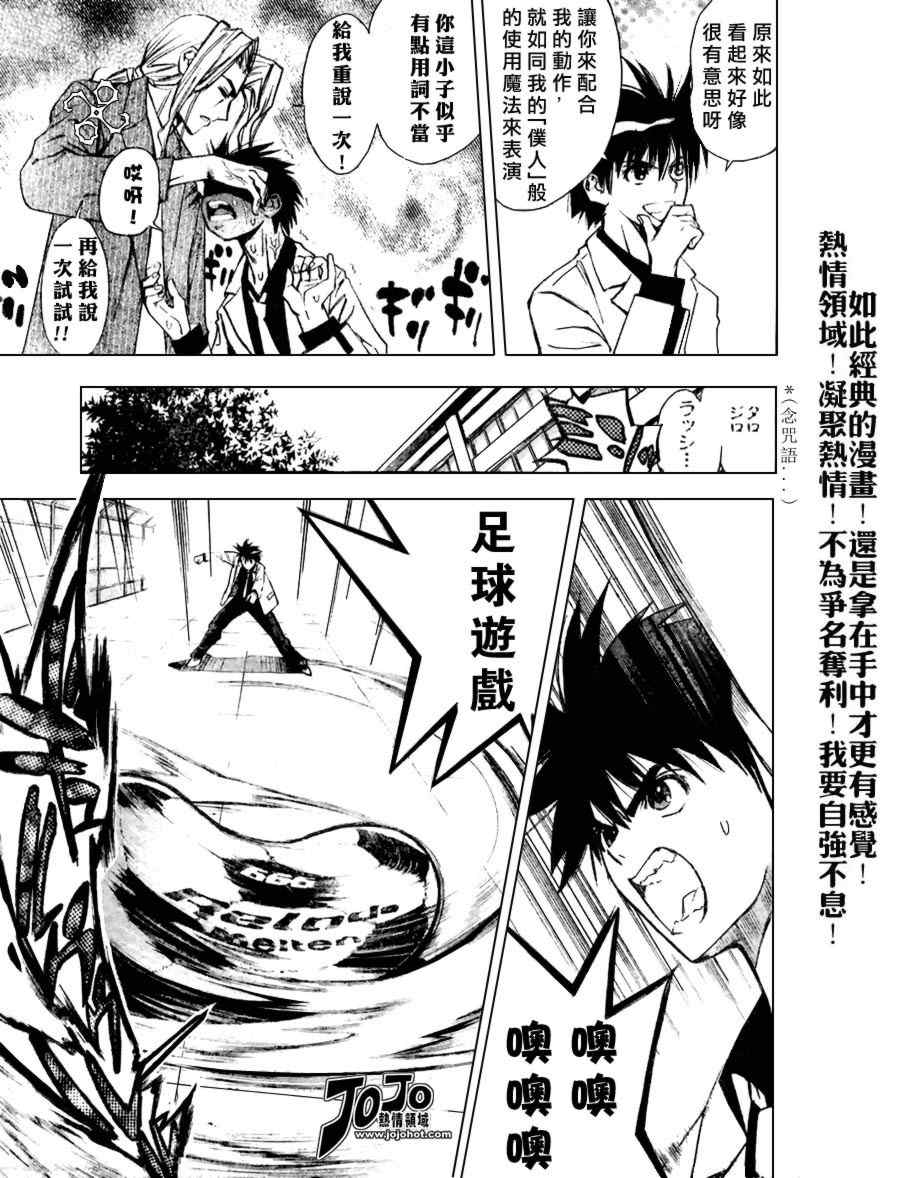 原來如此
看起來好像
很有意思呀
讓你來配合
我的動作，
就如同我的「僕人」般
的使用魔法來表演
你這小子似乎
有點用詞不當
給我重說一次！
哎呀！
再給我說
一次試試!!
タロ
ジロ
ラッシ…
*(念咒語...)
足球遊戲
噢噢
噢噢噢
666
如此經典的漫畫！還是拿在手中才更有感覺！
熱情領域！凝聚熱情！不為爭名奪利！我要自強不息！
JoJo
熱情領域
www.jojohot.com